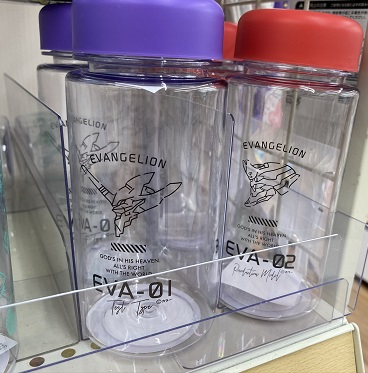 EVANGELION
GOD'S IN HIS HEAVEN.
ALL'S RIGHT
WITH THE WORLD.
EVA-01
Test Type
EVANGELION
GOD'S IN HIS HEAVEN.
ALL'S RIGHT
WITH THE WORLD.
EVA-02
Production Model